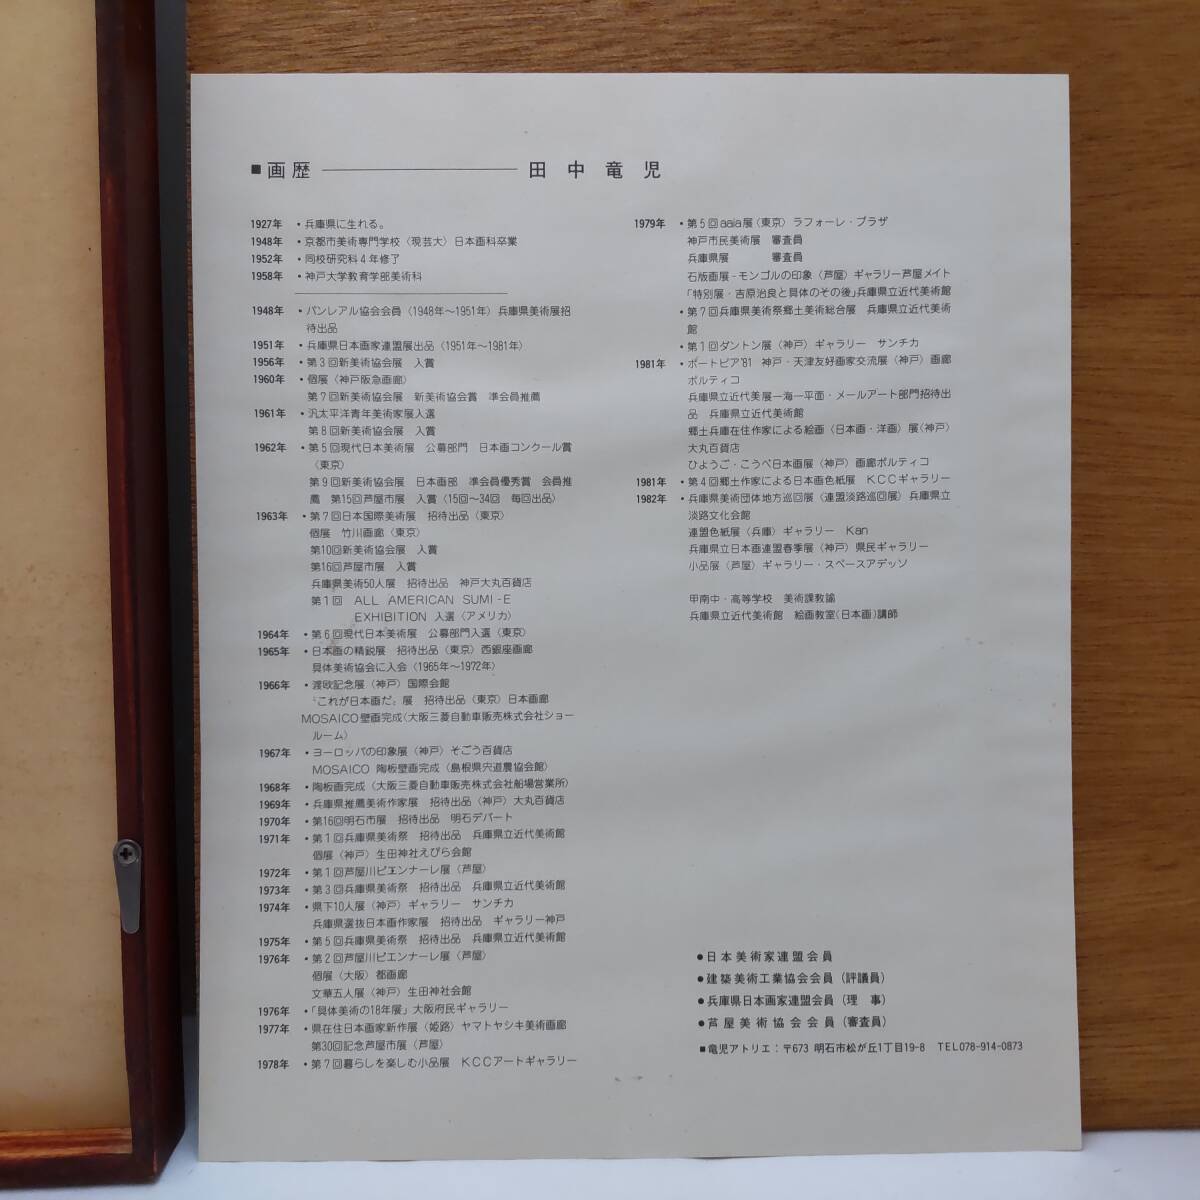 ■画歴 ―――― 田中竜児
1927年 ・兵庫県に生れる。
1948年 ・京都市美術専門学校〈現芸大〉日本画科卒業
1952年 ・同校研究科4年修了
1958年 ・神戸大学教育学部美術科
1948年 ・パンレアル協会会員〈1948年〜1951年〉兵庫県美術展招
待出品
1951年 ・兵庫県日本画家連盟展出品〈1951年〜1981年〉
1956年 ・第3回新美術協会展 入賞
1960年 ・個展〈神戸阪急画廊〉
第7回新美術協会展 新美術協会賞 準会員推薦
1961年 ・汎太平洋青年美術家展入選
第8回新美術協会展 入賞
1962年 ・第5回現代日本美術展 公募部門 日本画コンクール賞
〈東京〉
第9回新美術協会展 日本画部 準会員優秀賞 会員推
薦 第15回芦屋市展 入賞〈15回〜34回 毎回出品〉
1963年 ・第7回日本国際美術展 招待出品〈東京〉
個展 竹川画廊〈東京〉
第10回新美術協会展 入賞
第16回芦屋市展 入賞
兵庫県美術50人展 招待出品 神戸大丸百貨店
第1回 ALL AMERICAN SUMI-E
EXHIBITION 入選〈アメリカ〉
1964年 ・第6回現代日本美術展 公募部門入選〈東京〉
1965年 ・日本画の精鋭展 招待出品〈東京〉西銀座画廊
具体美術協会に入会〈1965年〜1972年〉
1966年 ・渡欧記念展〈神戸〉国際会館
〝これが日本画だ〟展 招待出品〈東京〉日本画廊
MOSAICO壁画完成〈大阪三菱自動車販売株式会社ショー
ルーム〉
1967年 ・ヨーロッパの印象展〈神戸〉そごう百貨店
MOSAICO 陶板壁画完成〈島根県宍道農協会館〉
1968年 ・陶板画完成〈大阪三菱自動車販売株式会社船場営業所〉
1969年 ・兵庫県推薦美術作家展 招待出品〈神戸〉大丸百貨店
1970年 ・第16回明石市展 招待出品 明石デパート
1971年 ・第1回兵庫県美術祭 招待出品 兵庫県立近代美術館
個展〈神戸〉生田神社えびら会館
1972年 ・第1回芦屋川ビエンナーレ展〈芦屋〉
1973年 ・第3回兵庫県美術祭 招待出品 兵庫県立近代美術館
1974年 ・県下10人展〈神戸〉ギャラリー サンチカ
兵庫県選抜日本画作家展 招待出品 ギャラリー神戸
1975年 ・第5回兵庫県美術祭 招待出品 兵庫県立近代美術館
1976年 ・第2回芦屋川ビエンナーレ展〈芦屋〉
個展〈大阪〉都画廊
文華五人展〈神戸〉生田神社会館
1976年 ・「具体美術の18年展」大阪府民ギャラリー
1977年 ・県在住日本画家新作展〈姫路〉ヤマトヤシキ美術画廊
第30回記念芦屋市展〈芦屋〉
1978年 ・第7回暮らしを楽しむ小品展 KCCアートギャラリー
1979年 ・第5回aaia展〈東京〉ラフォーレ・プラザ
神戸市民美術展 審査員
兵庫県展 審査員
石版画展-モンゴルの印象〈芦屋〉ギャラリー芦屋メイト
「特別展・吉原治良と具体のその後」兵庫県立近代美術館
・第7回兵庫県美術祭郷土美術総合展 兵庫県立近代美術
館
・第1回ダントン展〈神戸〉ギャラリー サンチカ
1981年 ・ポートピア'81 神戸・天津友好画家交流展〈神戸〉画廊
ポルティコ
兵庫県立近代美展―海―平面・メールアート部門招待出
品 兵庫県立近代美術館
郷土兵庫在住作家による絵画〈日本画・洋画〉展〈神戸〉
大丸百貨店
ひょうご・こうべ日本画展〈神戸〉画廊ポルティコ
1981年 ・第4回郷土作家による日本画色紙展 KCCギャラリー
1982年 ・兵庫県美術団体地方巡回展〈連盟淡路巡回展〉兵庫県立
淡路文化会館
連盟色紙展〈兵庫〉ギャラリー Kan
兵庫県立日本画連盟春季展〈神戸〉県民ギャラリー
小品展〈芦屋〉ギャラリー・スペースアデッソ
甲南中・高等学校 美術課教諭
兵庫県立近代美術館 絵画教室〈日本画〉講師
●日本美術家連盟会員
●建築美術工業協会会員(評議員)
●兵庫県日本画家連盟会員(理 事)
●芦屋美術協会会員(審査員)
■竜児アトリエ:〒673 明石市松が丘1丁目19-8 TEL078-914-0873